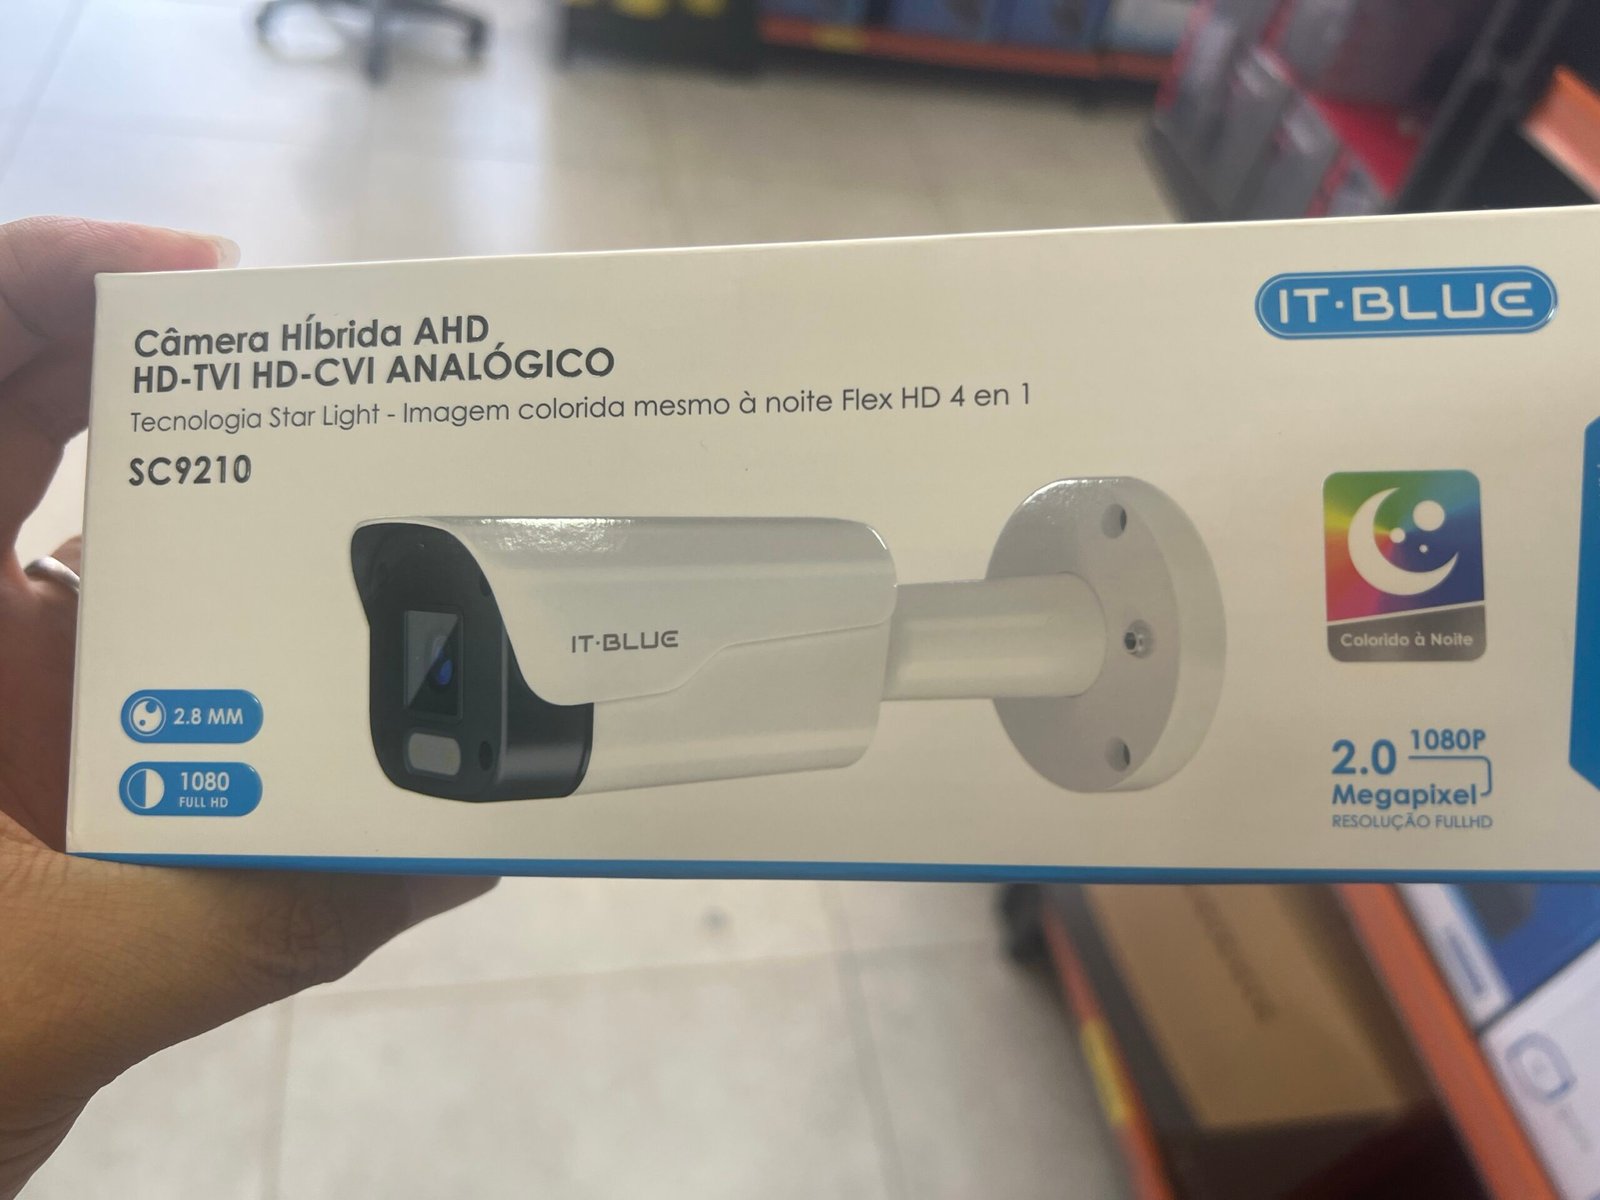 Câmera HÍbrida AHD
HD-TVI HD-CVI ANALÓGICO
Tecnologia Star Light - Imagem colorida mesmo à noite Flex HD 4 en 1
SC9210
IT·BLUE
IT·BLUE
Colorido à Noite
2.8 MM
1080
FULL HD
2.0 1080P
Megapixel
RESOLUÇÃO FULLHD